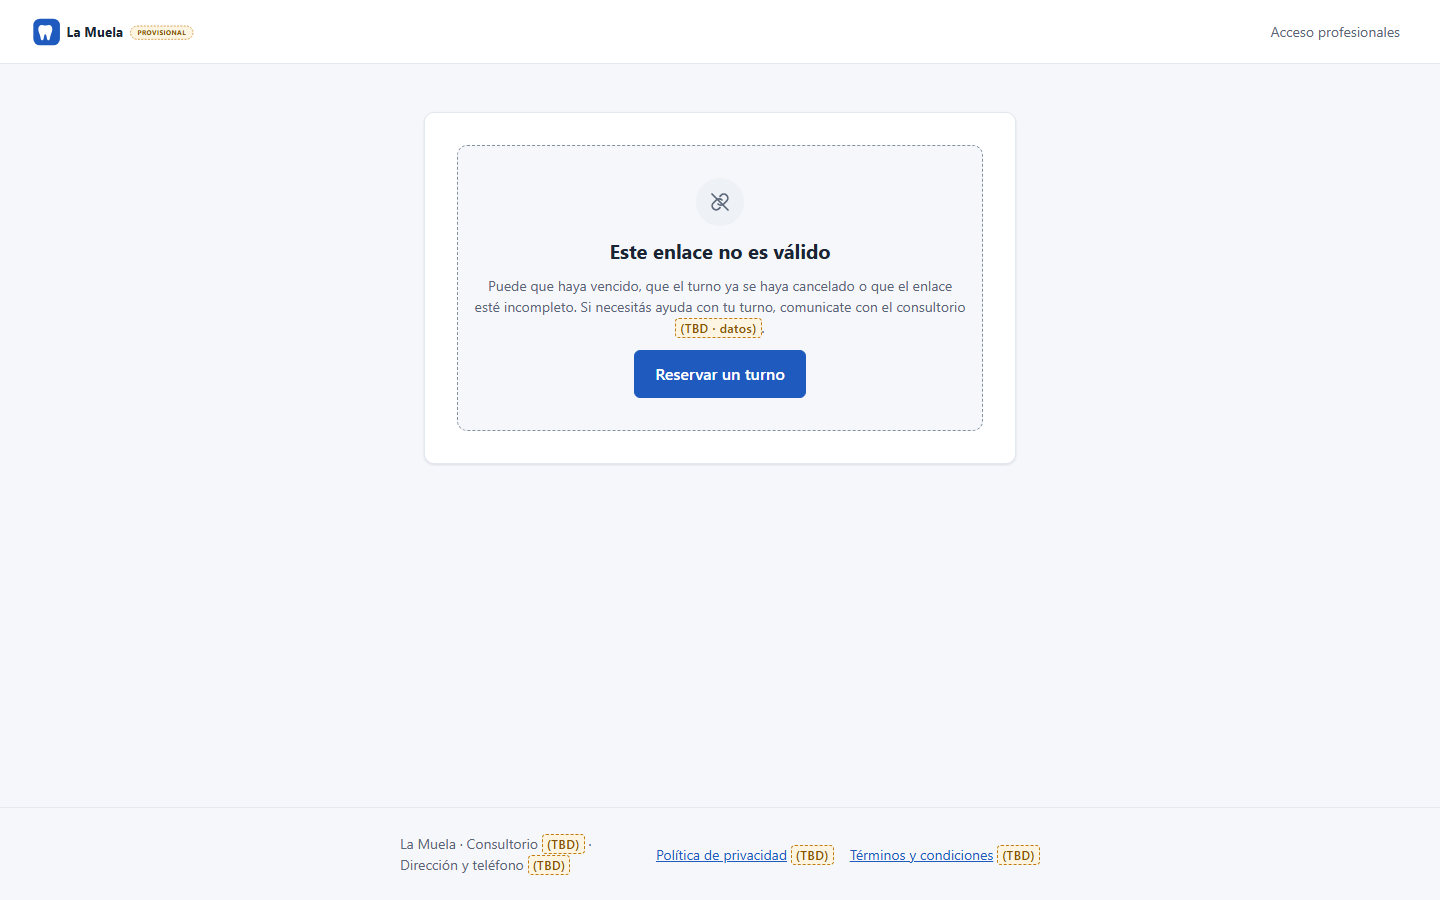 La Muela PROVISIONAL
Acceso profesionales
Este enlace no es válido
Puede que haya vencido, que el turno ya se haya cancelado o que el enlace
esté incompleto. Si necesitás ayuda con tu turno, comunicate con el consultorio
(TBD · datos).
Reservar un turno
La Muela · Consultorio (TBD) ·
Dirección y teléfono (TBD)
Política de privacidad (TBD) Términos y condiciones (TBD)